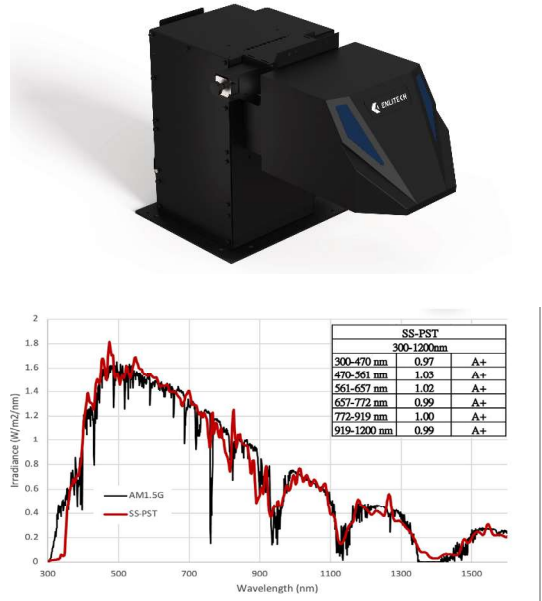 ENLITECH
2
1.8
1.6
1.4
1.2
1
0.8
0.6
0.4
0.2
0
Irradiance (W/m2/nm)
SS-PST
300-1200nm
300-470 nm 0.97 A+
470-561 nm 1.03 A+
561-657 nm 1.02 A+
657-772 nm 0.99 A+
772-919 nm 1.00 A+
919-1200 nm 0.99 A+
AM1.5G
SS-PST
300 500 700 900 1100 1300 1500
Wavelength (nm)